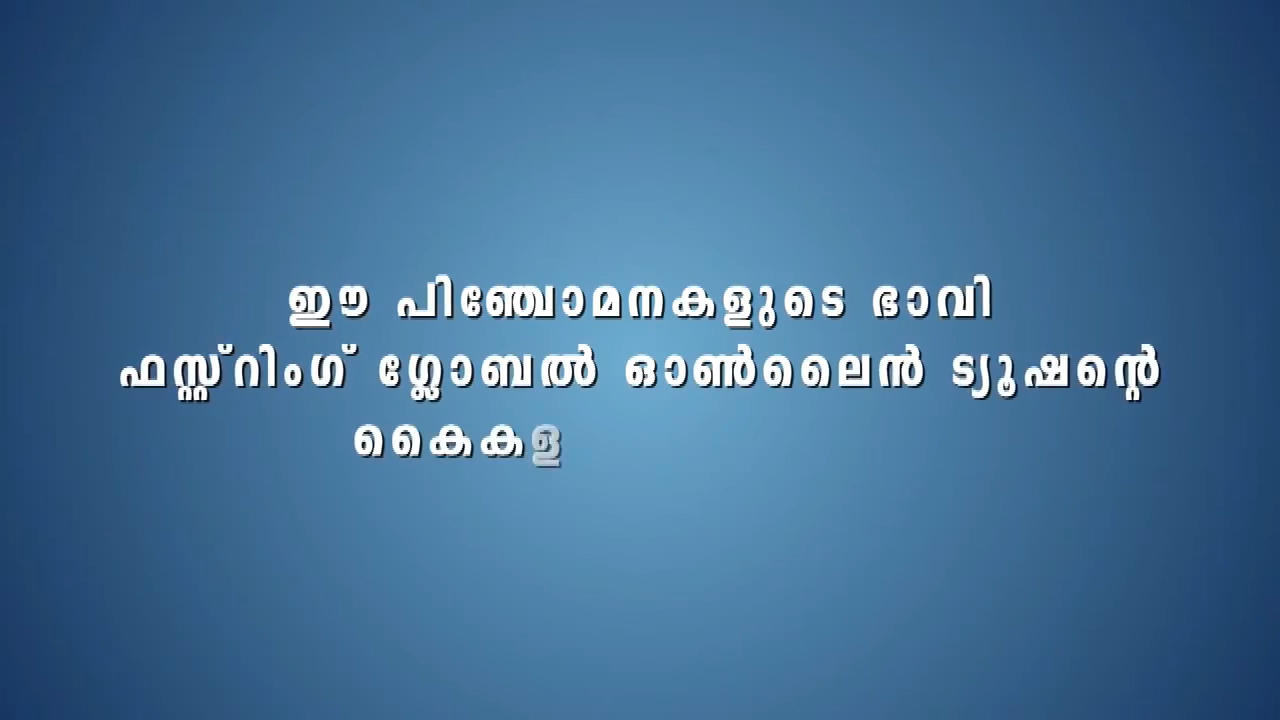 ഈ പിഞ്ചോമനകളുടെ ഭാവി
ഫസ്റ്റ്റിംഗ് ഗ്ലോബൽ ഓൺലൈൻ ട്യൂഷന്റെ
കൈകള